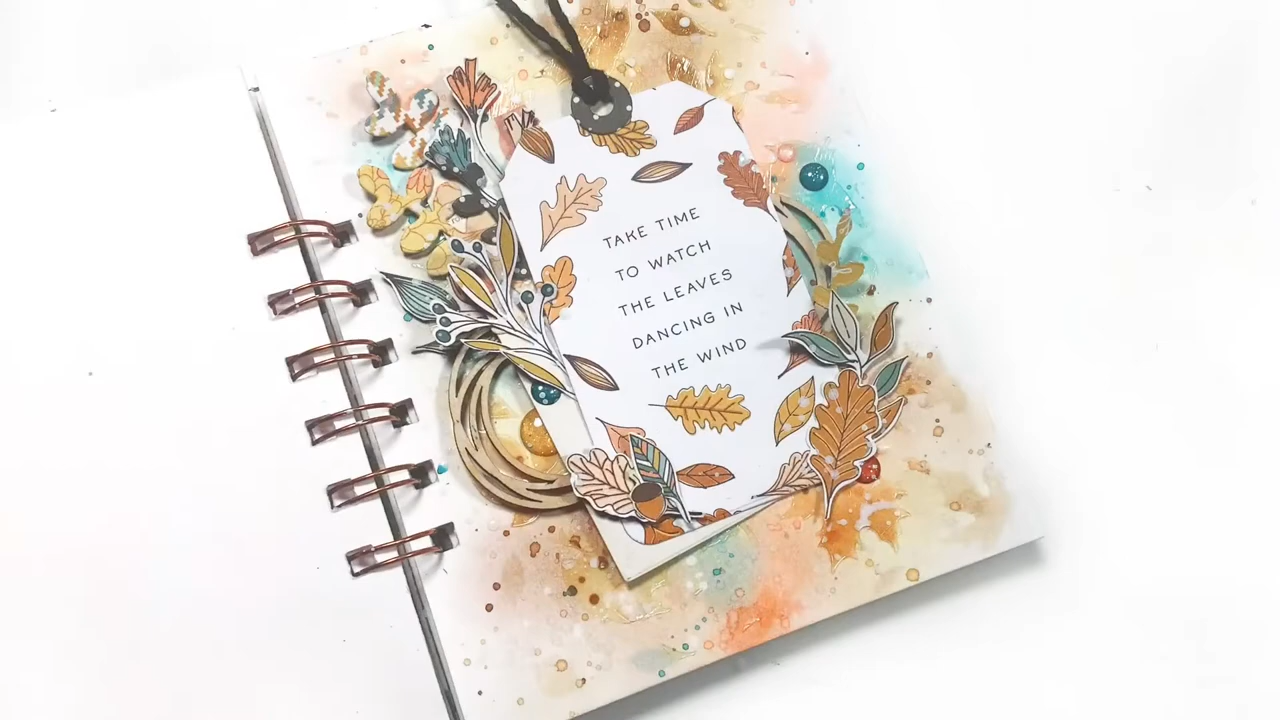 TAKE TIME
TO WATCH
THE LEAVES
DANCING IN
THE WIND